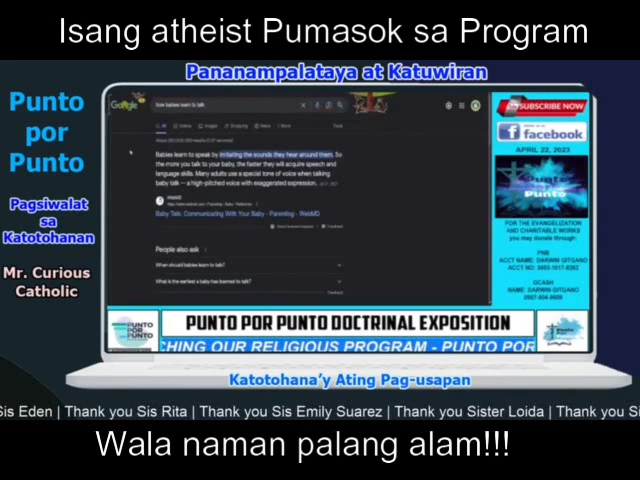 Isang atheist Pumasok sa Program
Pananampalataya at Katuwiran
Punto
por
Punto
Pagsiwalat
sa
Katotohanan
Mr. Curious
Catholic
Google
how babies learn to talk
Babies learn to speak by imitating the sounds they hear around them. So
the more you talk to your baby, the faster they will acquire speech and
language skills. Many adults use a special tone of voice when talking
baby talk — a high-pitched voice with exaggerated expression.
Baby Talk: Communicating With Your Baby - Parenting - WebMD
People also ask
When should babies learn to talk?
What is the earliest a baby has learned to talk?
SUBSCRIBE NOW
facebook
APRIL 22, 2023
Punto
Punto
FOR THE EVANGELIZATION
AND CHARITABLE WORKS
you may donate through:
PNB
ACCT NAME: DARWIN GITGANO
GCASH
NAME: DARWIN GITGANO
PUNTO
POR
PUNTO
PUNTO POR PUNTO DOCTRINAL EXPOSITION
CHING OUR RELIGIOUS PROGRAM - PUNTO POR
Katotohana'y Ating Pag-usapan
Sis Eden | Thank you Sis Rita | Thank you Sis Emily Suarez | Thank you Sister Loida | Thank you Si
Wala naman palang alam!!!